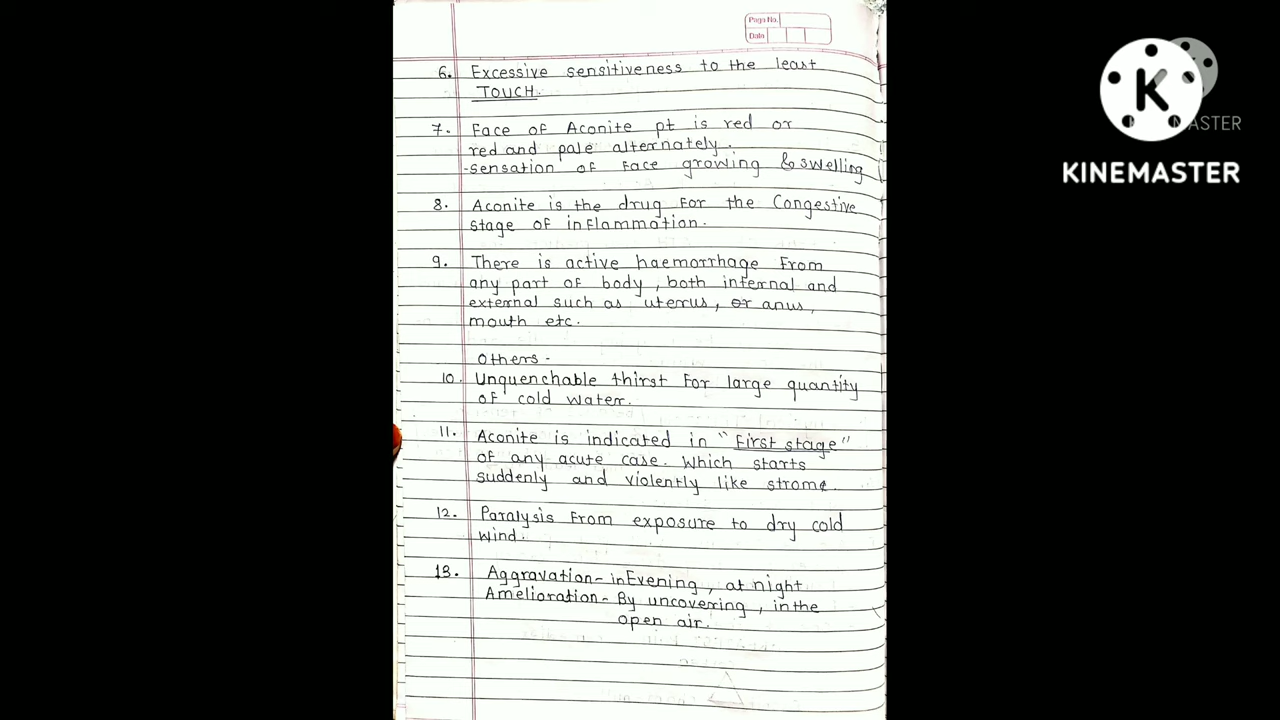 Page No.
Date
6. Excessive sensitiveness to the least
TOUCH.
7. Face of Aconite pt is red or
red and pale alternately.
-sensation of face growing & swelling
8. Aconite is the drug for the Congestive
stage of inflammation.
9. There is active haemorrhage from
any part of body, both internal and
external such as uterus, or anus,
mouth etc.
Others -
10. Unquenchable thirst for large quantity
of cold water.
11. Aconite is indicated in "First stage"
of any acute case. Which starts
suddenly and violently like strome.
12. Paralysis from exposure to dry cold
wind.
13. Aggravation - in Evening, at night
Amelioration - By uncovering, in the
open air.
K
MASTER
KINEMASTER